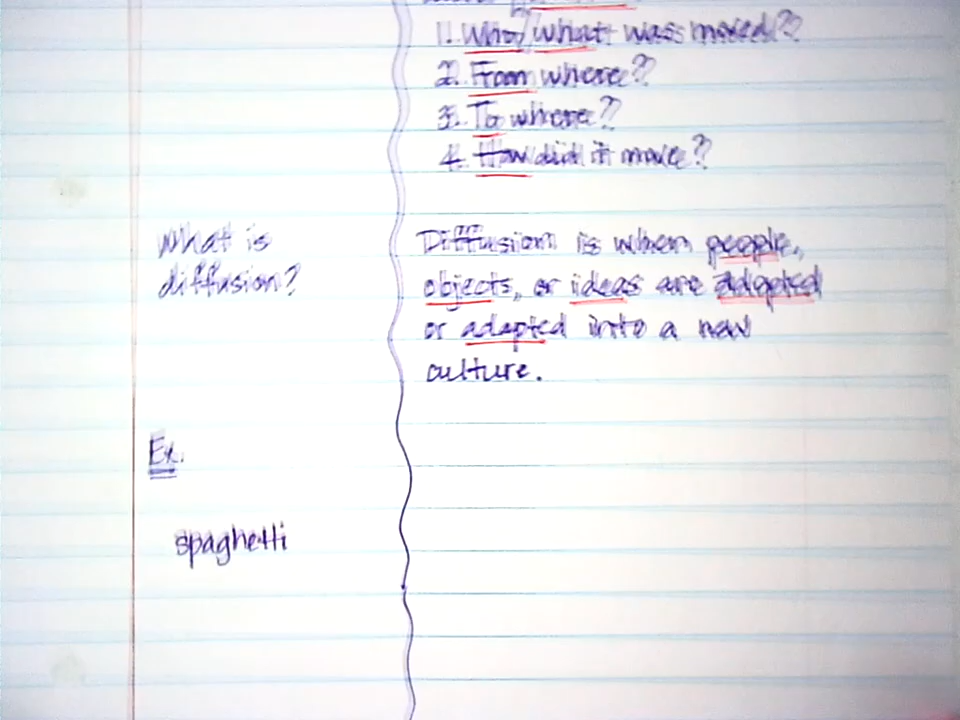 1. Who/what was moved?
2. From where?
3. To where?
4. How did it move?
What is
diffusion?
Diffusion is when people,
objects, or ideas are adopted
or adapted into a new
culture.
Ex.
spaghetti